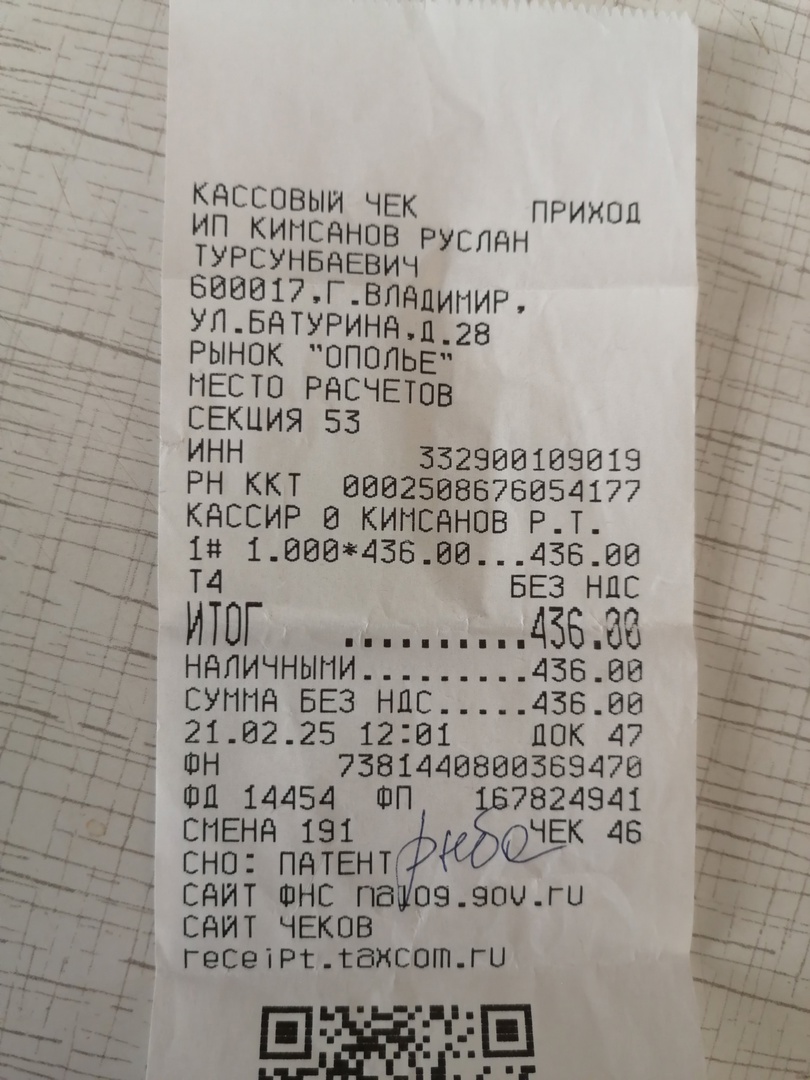 КАССОВЫЙ ЧЕК ПРИХОД
ИП КИМСАНОВ РУСЛАН
ТУРСУНБАЕВИЧ
600017,Г.ВЛАДИМИР,
УЛ.БАТУРИНА,Д.28
РЫНОК "ОПОЛЬЕ"
МЕСТО РАСЧЕТОВ
СЕКЦИЯ 53
ИНН 332900109019
РН ККТ 0002508676054177
КАССИР 0 КИМСАНОВ Р.Т.
1# 1.000*436.00...436.00
Т4 БЕЗ НДС
ИТОГ ..........436.00
НАЛИЧНЫМИ.........436.00
СУММА БЕЗ НДС.....436.00
21.02.25 12:01 ДОК 47
ФН 7381440800369470
ФД 14454 ФП 167824941
СМЕНА 191 ЧЕК 46
СНО: ПАТЕНТ рыба
САЙТ ФНС nalog.gov.ru
САЙТ ЧЕКОВ
receipt.taxcom.ru